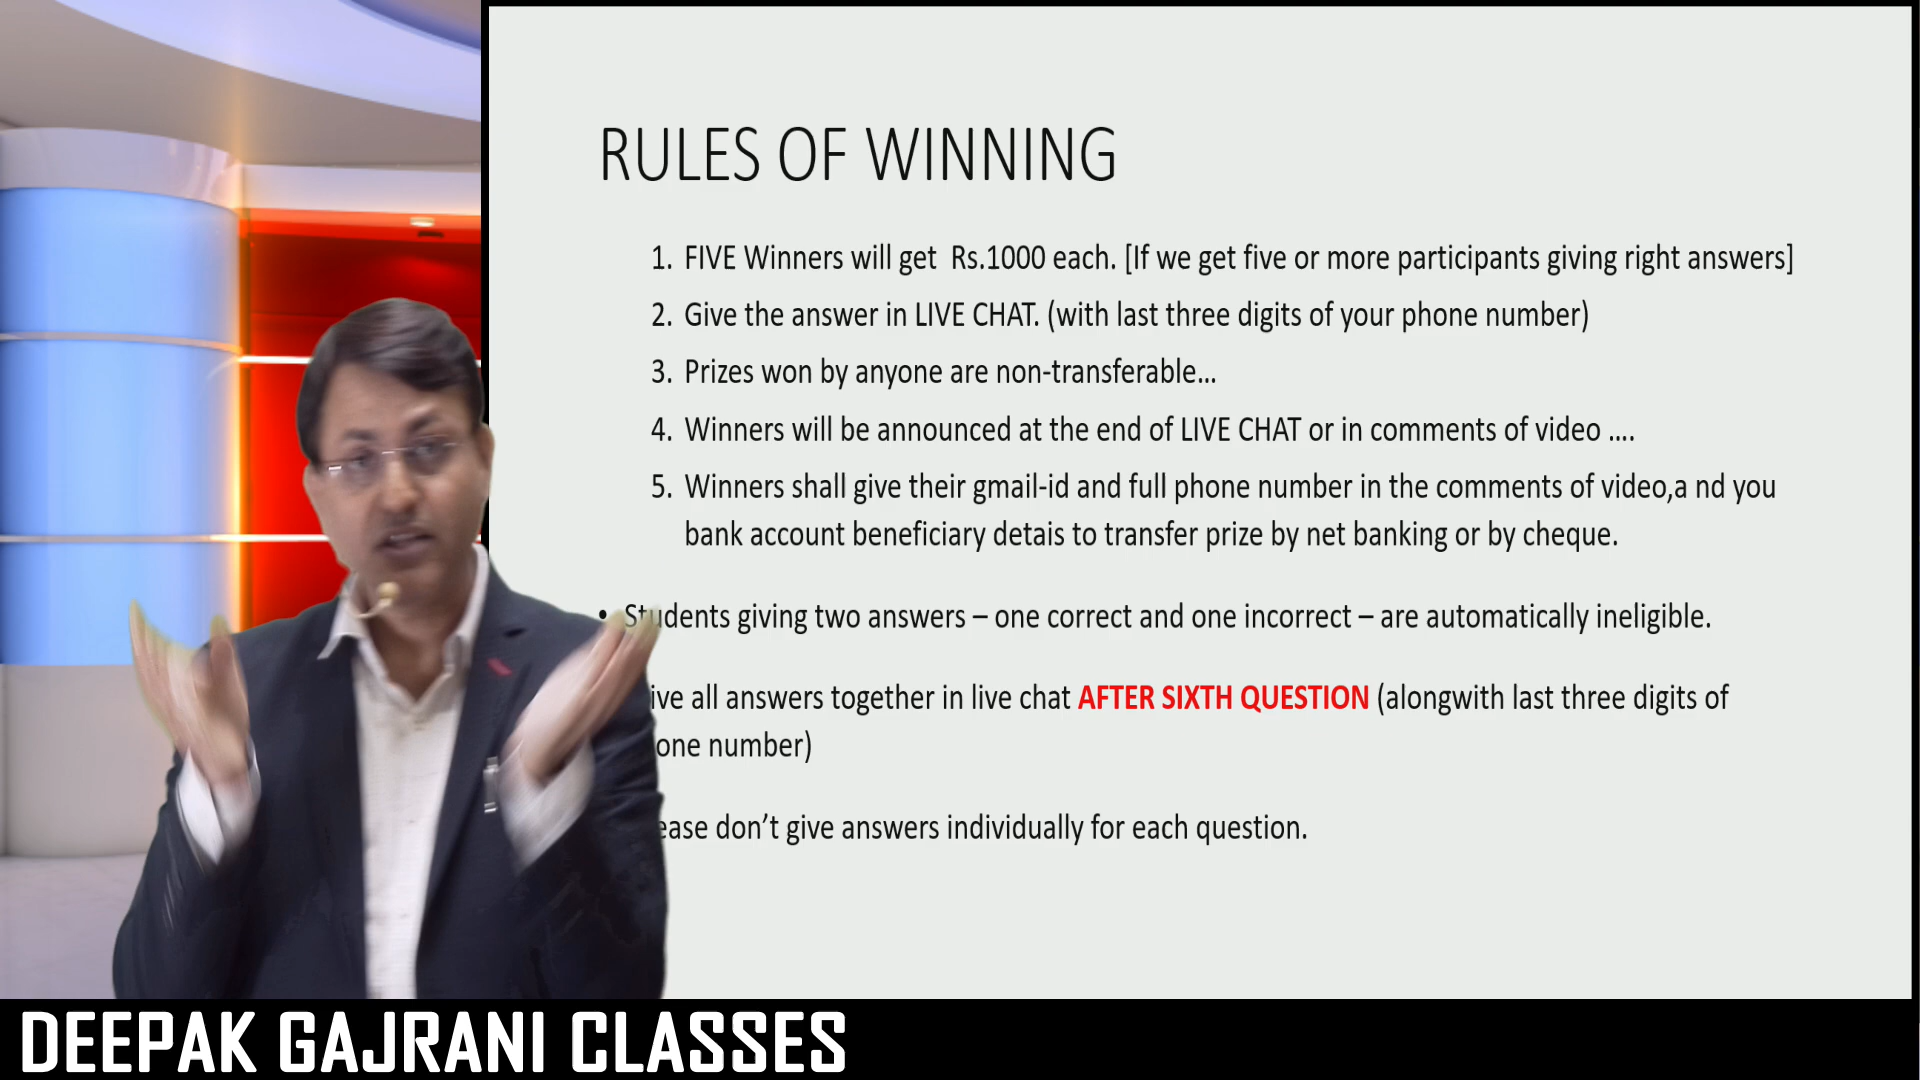 RULES OF WINNING
1. FIVE Winners will get Rs.1000 each. [If we get five or more participants giving right answers]
2. Give the answer in LIVE CHAT. (with last three digits of your phone number)
3. Prizes won by anyone are non-transferable...
4. Winners will be announced at the end of LIVE CHAT or in comments of video ....
5. Winners shall give their gmail-id and full phone number in the comments of video,a nd you
bank account beneficiary detais to transfer prize by net banking or by cheque.
• Students giving two answers – one correct and one incorrect – are automatically ineligible.
ive all answers together in live chat AFTER SIXTH QUESTION (alongwith last three digits of
one number)
ease don't give answers individually for each question.
DEEPAK GAJRANI CLASSES